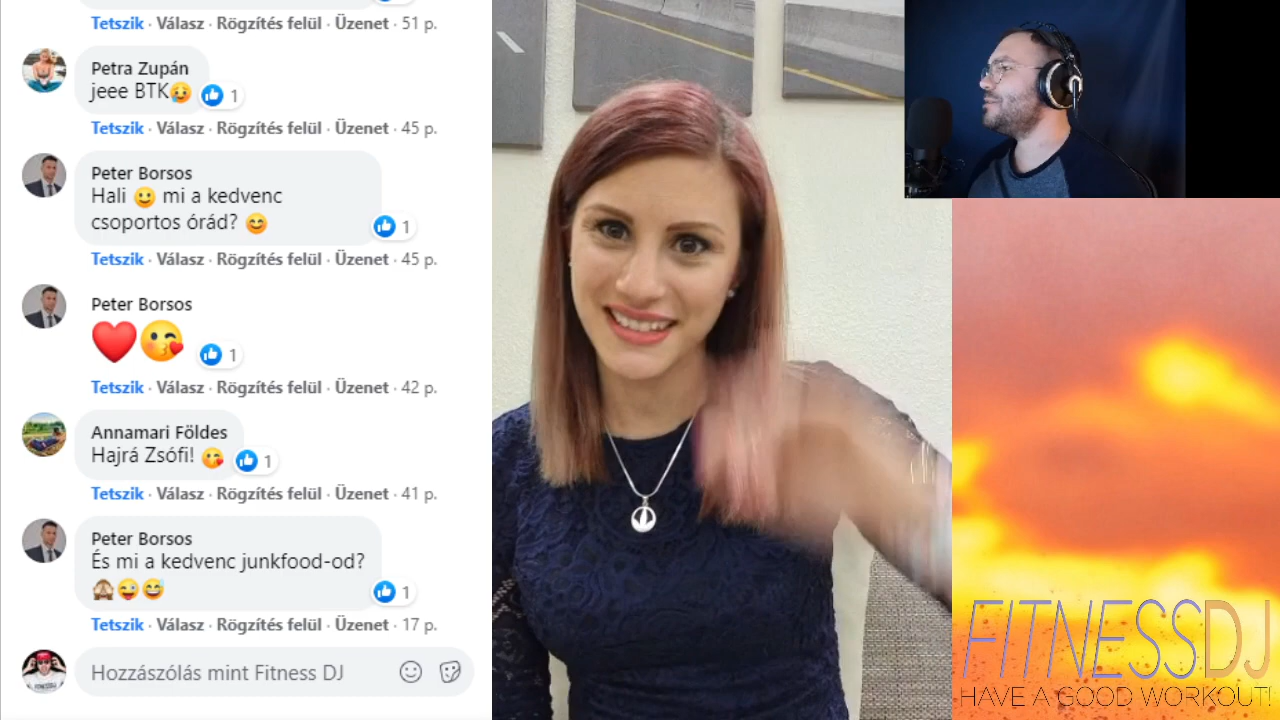 Tetszik · Válasz · Rögzítés felül · Üzenet · 51 p.
Petra Zupán
jeee BTK😥 1
Tetszik · Válasz · Rögzítés felül · Üzenet · 45 p.
Peter Borsos
Hali 🙂 mi a kedvenc
csoportos órád? 😊 1
Tetszik · Válasz · Rögzítés felül · Üzenet · 45 p.
Peter Borsos
❤️😘 1
Tetszik · Válasz · Rögzítés felül · Üzenet · 42 p.
Annamari Földes
Hajrá Zsófi! 😘 1
Tetszik · Válasz · Rögzítés felül · Üzenet · 41 p.
Peter Borsos
És mi a kedvenc junkfood-od?
🙈😜😅 1
Tetszik · Válasz · Rögzítés felül · Üzenet · 17 p.
Hozzászólás mint Fitness DJ
FITNESSDJ
HAVE A GOOD WORKOUT!